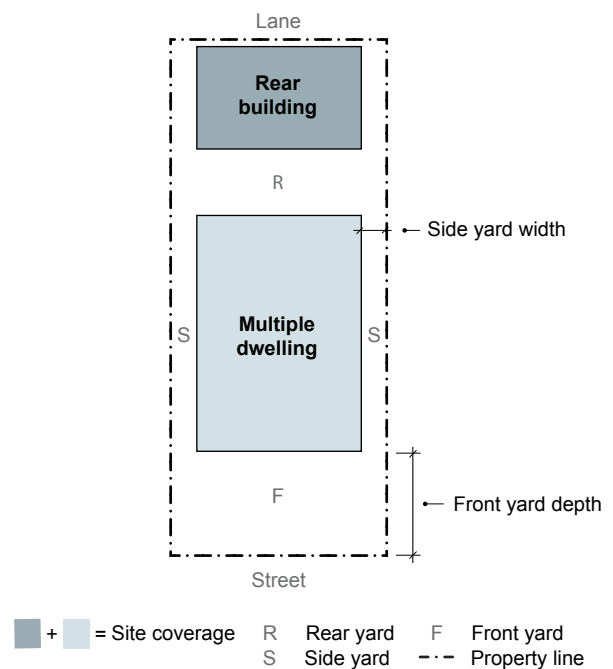 Lane
Rear
building
R
Side yard width
Multiple
dwelling
S
S
F
Front yard depth
Street
+ = Site coverage R Rear yard F Front yard
S Side yard Property line